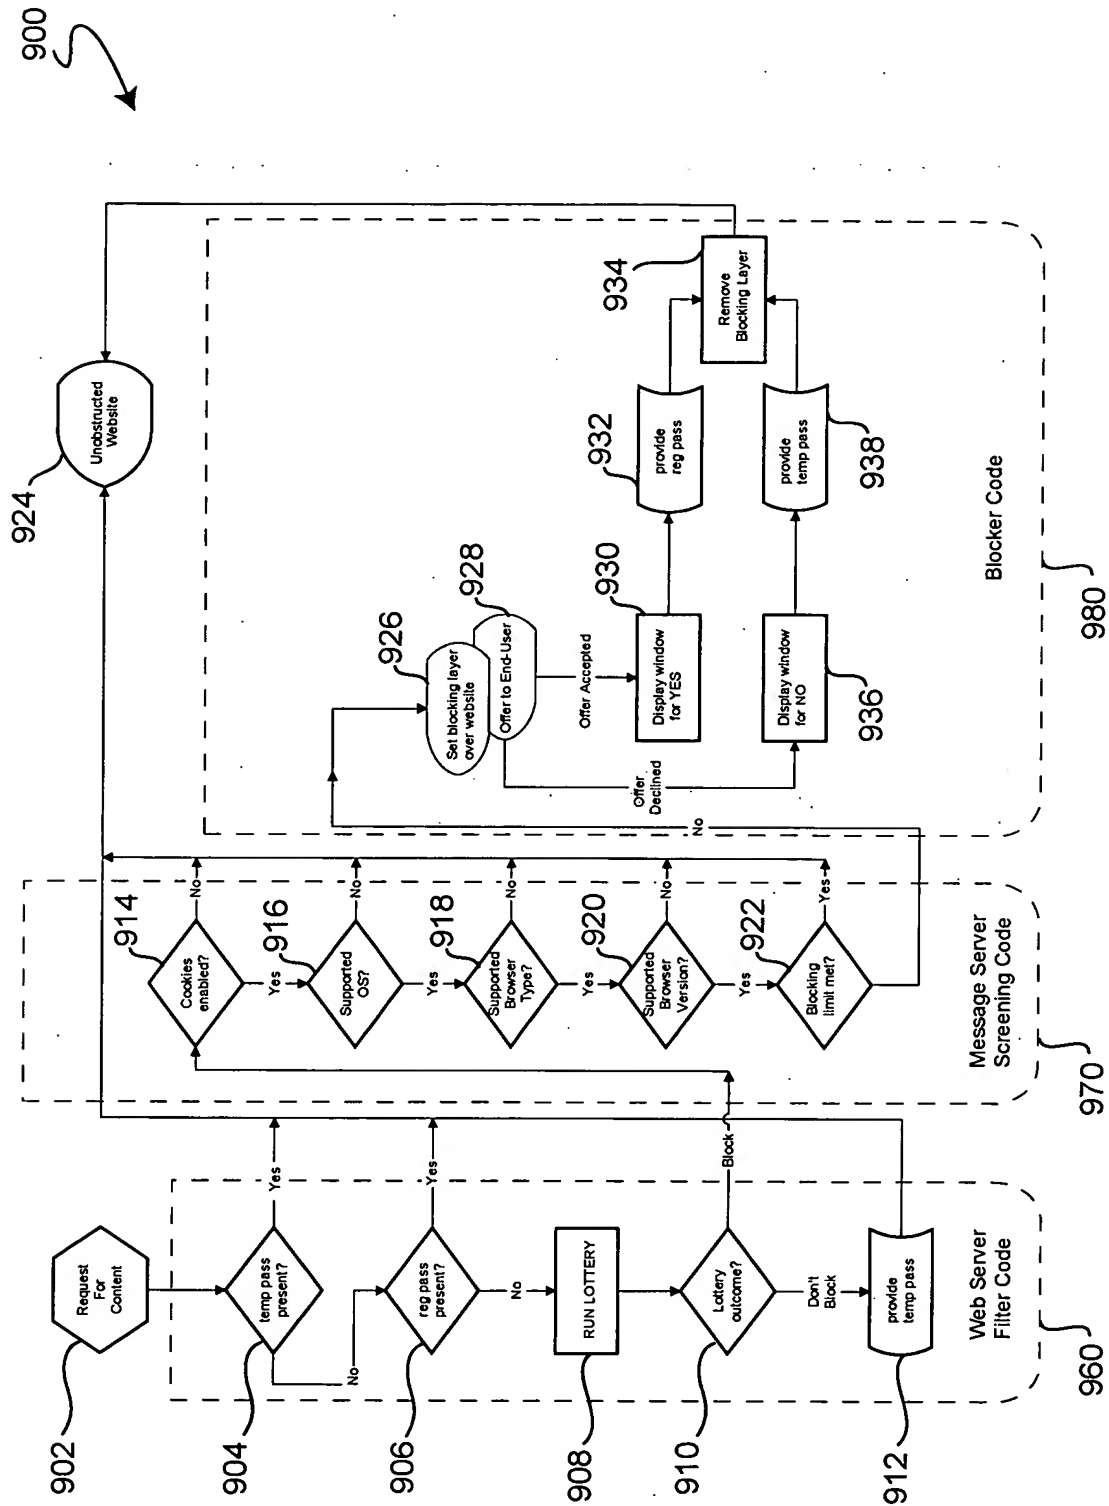 900
902
Request
For
Content
904
temp pass
present?
Yes
No
906
reg pass
present?
Yes
No
908
RUN LOTTERY
910
Lottery
outcome?
Block
Don't
Block
912
provide
temp pass
Web Server
Filter Code
960
914
Cookies
enabled?
No
Yes
916
Supported
OS?
No
Yes
918
Supported
Browser
Type?
No
Yes
920
Supported
Browser
Version?
No
Yes
922
Blocking
limit met?
Yes
No
Message Server
Screening Code
970
924
Unobstructed
Website
926
Set blocking layer
over website
928
Offer to End-User
Offer Accepted
Offer
Declined
930
Display window
for YES
932
provide
reg pass
934
Remove
Blocking Layer
936
Display window
for NO
938
provide
temp pass
Blocker Code
980